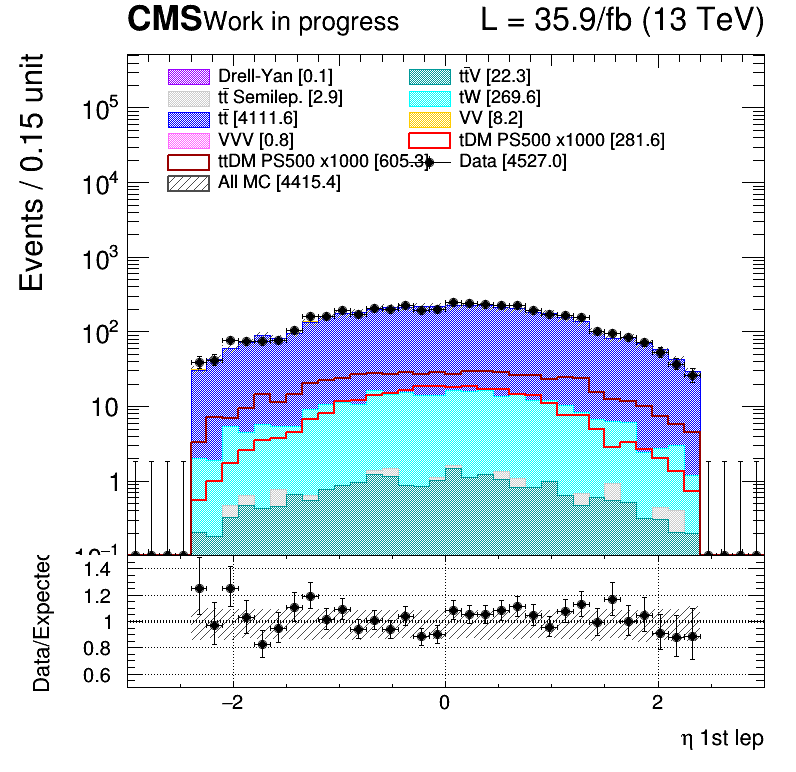 CMS Work in progress L = 35.9/fb (13 TeV)
Events / 0.15 unit
Drell-Yan [0.1] tt̄V [22.3]
tt̄ Semilep. [2.9] tW [269.6]
tt̄ [4111.6] VV [8.2]
VVV [0.8] tDM PS500 x1000 [281.6]
ttDM PS500 x1000 [605.3] Data [4527.0]
All MC [4415.4]
10⁵
10⁴
10³
10²
10
1
10⁻¹
Data/Expected
1.4
1.2
1
0.8
0.6
−2 0 2
η 1st lep